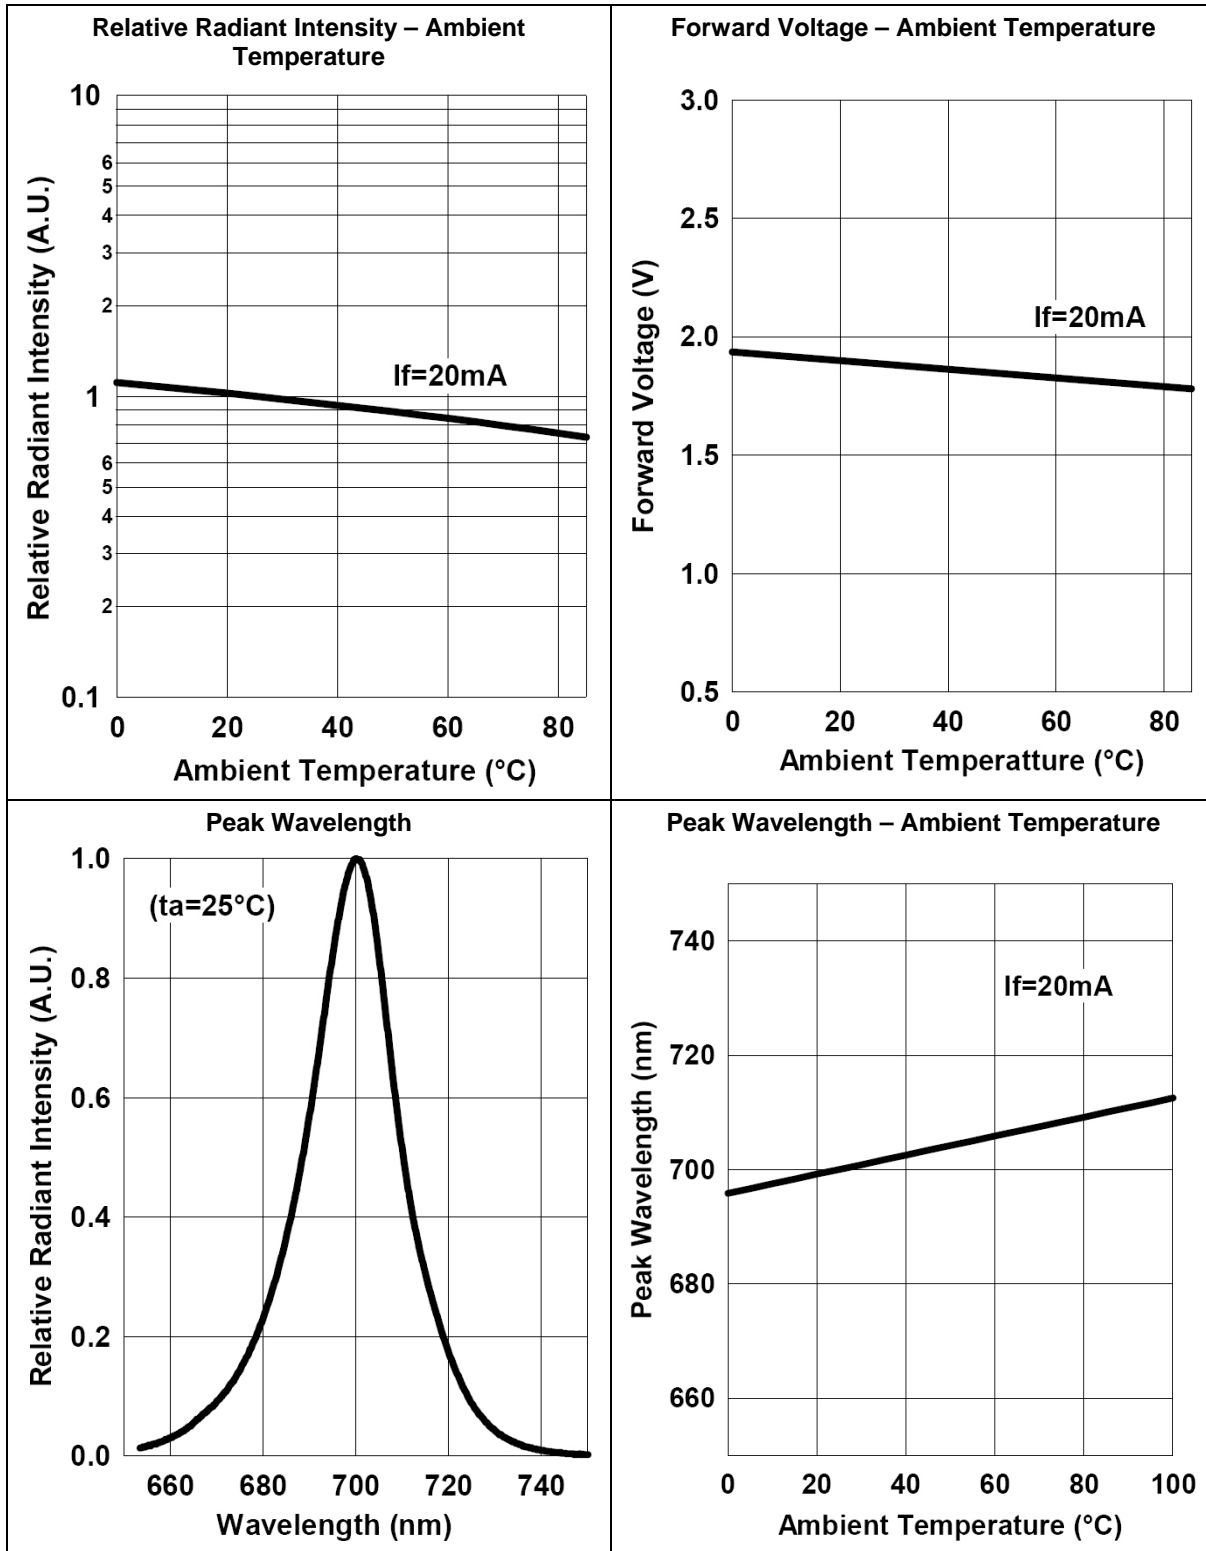 Relative Radiant Intensity – Ambient
Temperature
Relative Radiant Intensity (A.U.)
10
6
5
4
3
2
1
6
5
4
3
2
0.1
If=20mA
0 20 40 60 80
Ambient Temperature (°C)
Forward Voltage – Ambient Temperature
Forward Voltage (V)
3.0
2.5
2.0
1.5
1.0
0.5
If=20mA
0 20 40 60 80
Ambient Temperatture (°C)
Peak Wavelength
Relative Radiant Intensity (A.U.)
1.0
0.8
0.6
0.4
0.2
0.0
(ta=25°C)
660 680 700 720 740
Wavelength (nm)
Peak Wavelength – Ambient Temperature
Peak Wavelength (nm)
740
720
700
680
660
If=20mA
0 20 40 60 80 100
Ambient Temperature (°C)